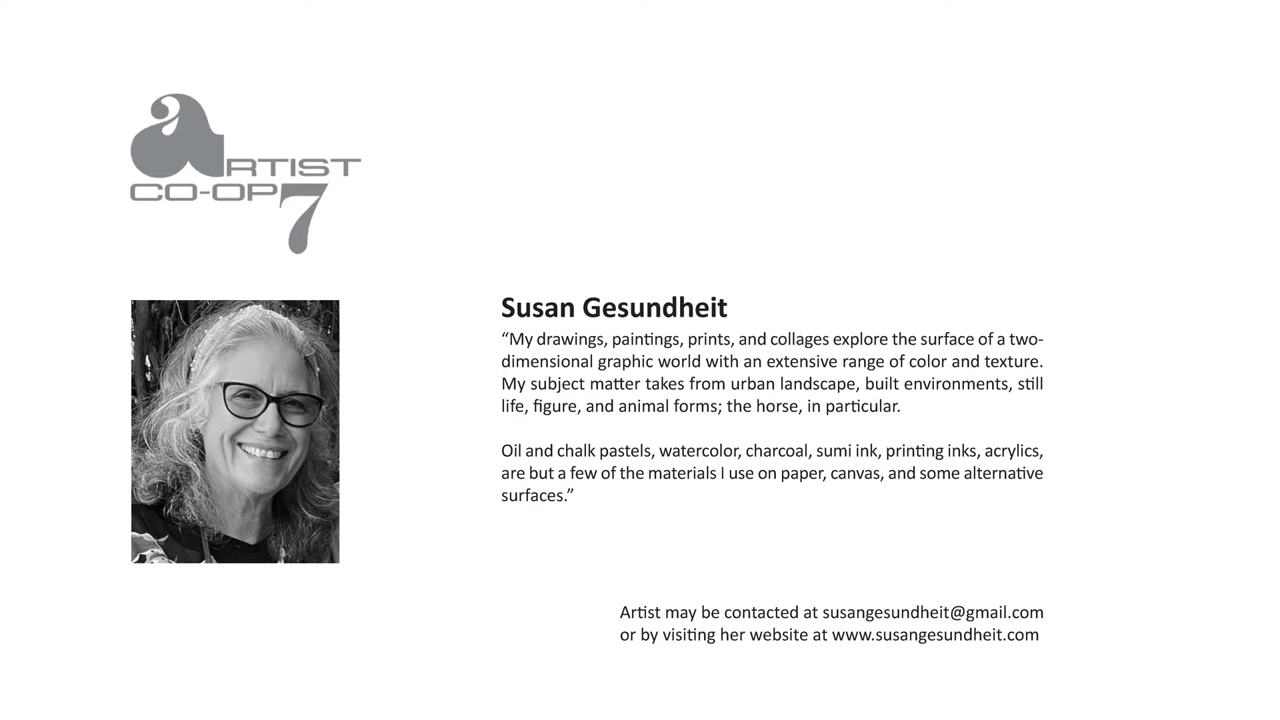 ARTIST
CO-OP 7
Susan Gesundheit
“My drawings, paintings, prints, and collages explore the surface of a two-
dimensional graphic world with an extensive range of color and texture.
My subject matter takes from urban landscape, built environments, still
life, figure, and animal forms; the horse, in particular.
Oil and chalk pastels, watercolor, charcoal, sumi ink, printing inks, acrylics,
are but a few of the materials I use on paper, canvas, and some alternative
surfaces.”
Artist may be contacted at susangesundheit@gmail.com
or by visiting her website at www.susangesundheit.com